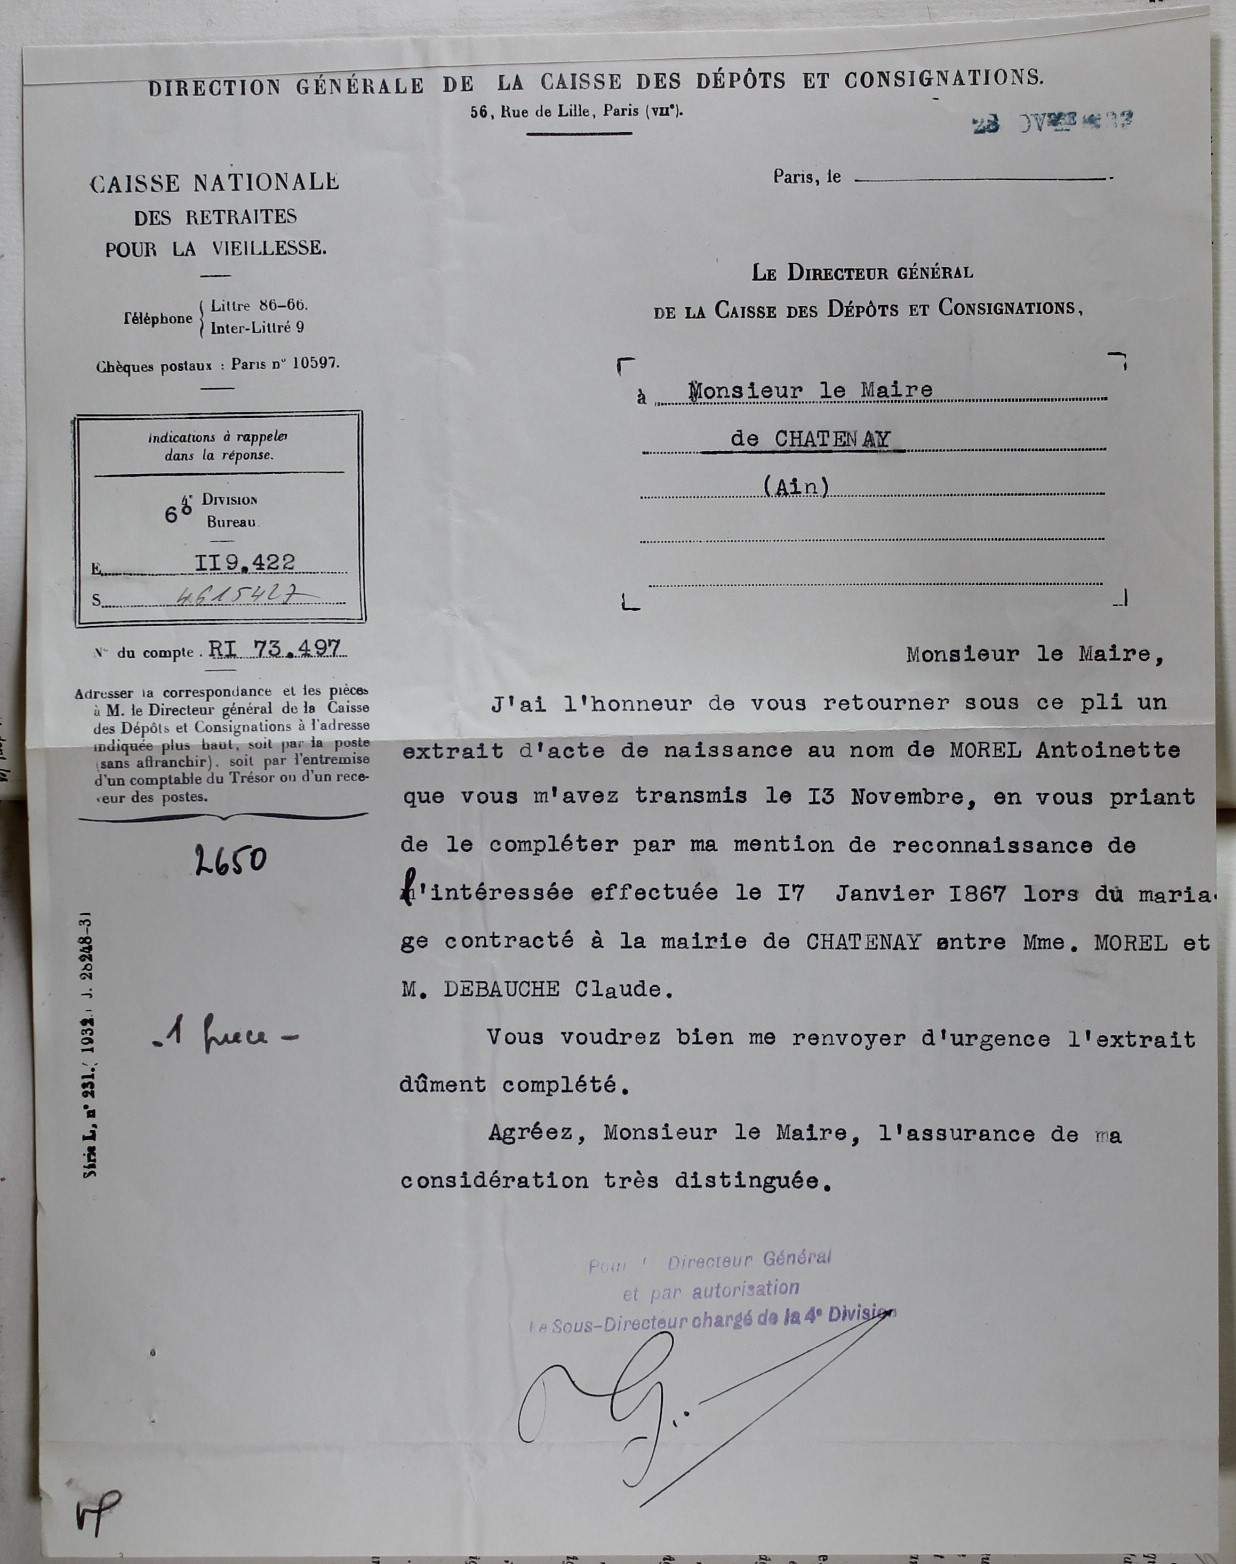 DIRECTION GÉNÉRALE DE LA CAISSE DES DÉPÔTS ET CONSIGNATIONS.
56, Rue de Lille, Paris (VIIe).
Paris, le
CAISSE NATIONALE
DES RETRAITES
POUR LA VIEILLESSE.
Téléphone { Littre 86-66.
Inter-Littré 9
Chèques postaux : Paris n° 10597.
Indications à rappeler
dans la réponse.
4e DIVISION
6° Bureau
E II9.422
S 4615427
N° du compte. RI 73.497
Adresser la correspondance et les pièces
à M. le Directeur général de la Caisse
des Dépôts et Consignations à l'adresse
indiquée plus haut, soit par la poste
(sans affranchir), soit par l'entremise
d'un comptable du Trésor ou d'un rece-
veur des postes.
2650
- 1 piece -
Série L, n° 231. 1932. J. 28248-31
LE DIRECTEUR GÉNÉRAL
DE LA CAISSE DES DÉPÔTS ET CONSIGNATIONS,
à Monsieur le Maire
de CHATENAY
(Ain)
Monsieur le Maire,
J'ai l'honneur de vous retourner sous ce pli un
extrait d'acte de naissance au nom de MOREL Antoinette
que vous m'avez transmis le I3 Novembre, en vous priant
de le compléter par ma mention de reconnaissance de
l'intéressée effectuée le I7 Janvier I867 lors du maria-
ge contracté à la mairie de CHATENAY entre Mme. MOREL et
M. DEBAUCHE Claude.
Vous voudrez bien me renvoyer d'urgence l'extrait
dûment complété.
Agréez, Monsieur le Maire, l'assurance de ma
considération très distinguée.
Pour Directeur Général
et par autorisation
Le Sous-Directeur chargé de la 4e Division